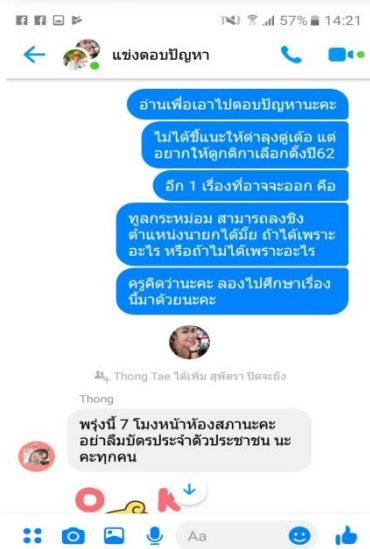 57% 14:21
แข่งตอบปัญหา
อ่านเพื่อเอาไปตอบปัญหานะคะ
ไม่ได้ชี้แนะให้ด่าลุงตู่เด้อ แต่
อยากให้ดูกติกาเลือกตั้งปี62
อีก 1 เรื่องที่อาจจะออก คือ
ทูลกระหม่อม สามารถลงชิง
ตำแหน่งนายกได้มั้ย ถ้าได้เพราะ
อะไร หรือถ้าไม่ได้เพราะอะไร
ครูคิดว่านะคะ ลองไปศึกษาเรื่อง
นี้มาด้วยนะคะ
Thong Tae ได้เพิ่ม สุพัตรา ปิดจะยัง
Thong
พรุ่งนี้ 7 โมงหน้าห้องสภานะคะ
อย่าลืมบัตรประจำตัวประชาชน นะ
คะทุกคน
O K
Aa